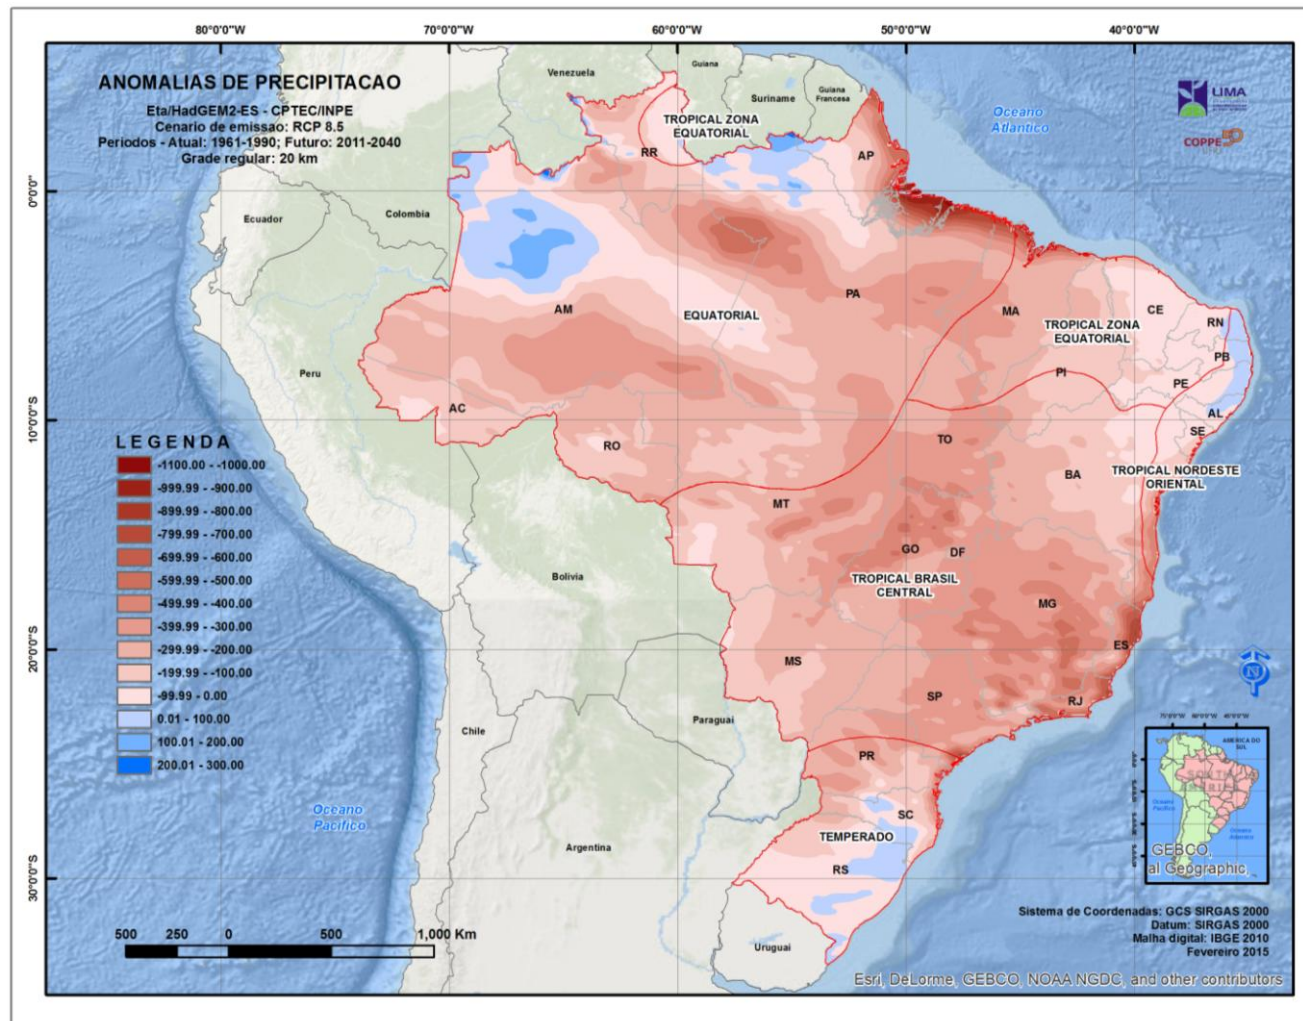 80°0'0"W
70°0'0"W
60°0'0"W
50°0'0"W
40°0'0"W
ANOMALIAS DE PRECIPITACAO
Eta/HadGEM2-ES - CPTEC/INPE
Cenario de emissao: RCP 8.5
Periodos - Atual: 1961-1990; Futuro: 2011-2040
Grade regular: 20 km
Venezuela
Guiana
Suriname
Guiana
Francesa
Oceano
Atlantico
LIMA
COPPE
TROPICAL ZONA
EQUATORIAL
RR
AP
0°0'0"
Ecuador
Colombia
AM
EQUATORIAL
PA
MA
CE
RN
TROPICAL ZONA
EQUATORIAL
PB
Peru
PI
PE
AC
AL
10°0'0"S
SE
RO
TO
BA
TROPICAL NORDESTE
ORIENTAL
MT
GO
DF
Bolivia
TROPICAL BRASIL
CENTRAL
MG
20°0'0"S
ES
MS
SP
RJ
Paraguai
Chile
PR
SC
TEMPERADO
RS
Argentina
Oceano
Pacifico
30°0'0"S
Uruguai
LEGENDA
-1100.00 - -1000.00
-999.99 - -900.00
-899.99 - -800.00
-799.99 - -700.00
-699.99 - -600.00
-599.99 - -500.00
-499.99 - -400.00
-399.99 - -300.00
-299.99 - -200.00
-199.99 - -100.00
-99.99 - 0.00
0.01 - 100.00
100.01 - 200.00
200.01 - 300.00
500 250 0 500 1,000 Km
N
AMERICA DO
SUL
GEBCO,
al Geographic,
Sistema de Coordenadas: GCS SIRGAS 2000
Datum: SIRGAS 2000
Malha digital: IBGE 2010
Fevereiro 2015
Esri, DeLorme, GEBCO, NOAA NGDC, and other contributors